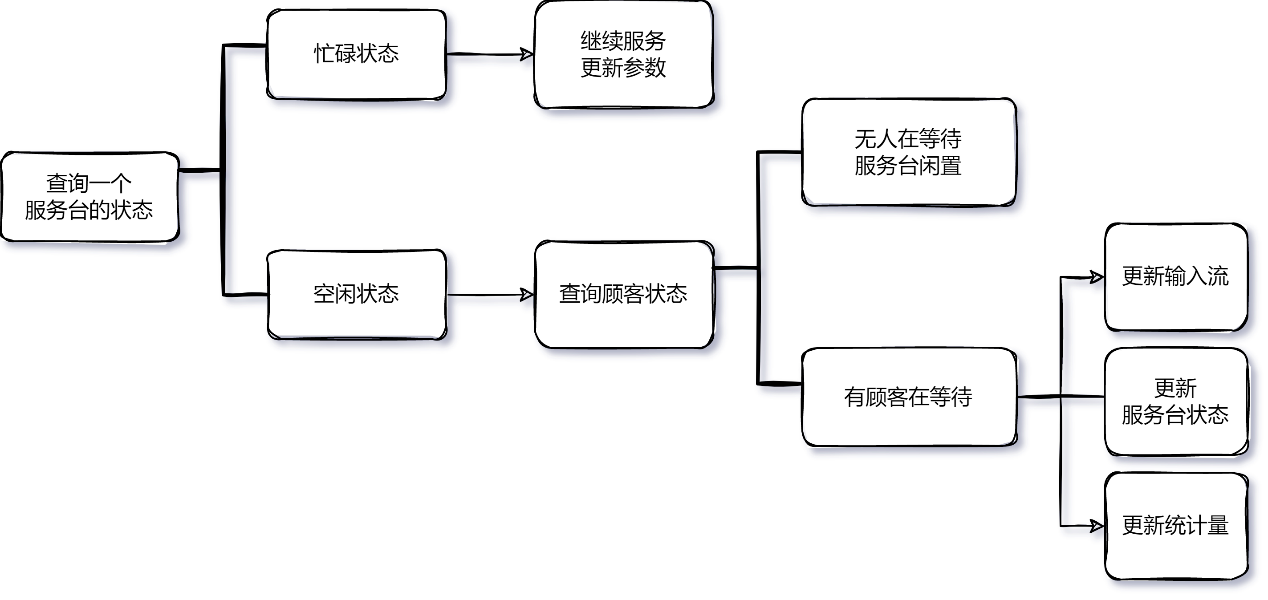 忙碌状态
继续服务
更新参数
查询一个
服务台的状态
无人在等待
服务台闲置
空闲状态
查询顾客状态
更新输入流
有顾客在等待
更新
服务台状态
更新统计量